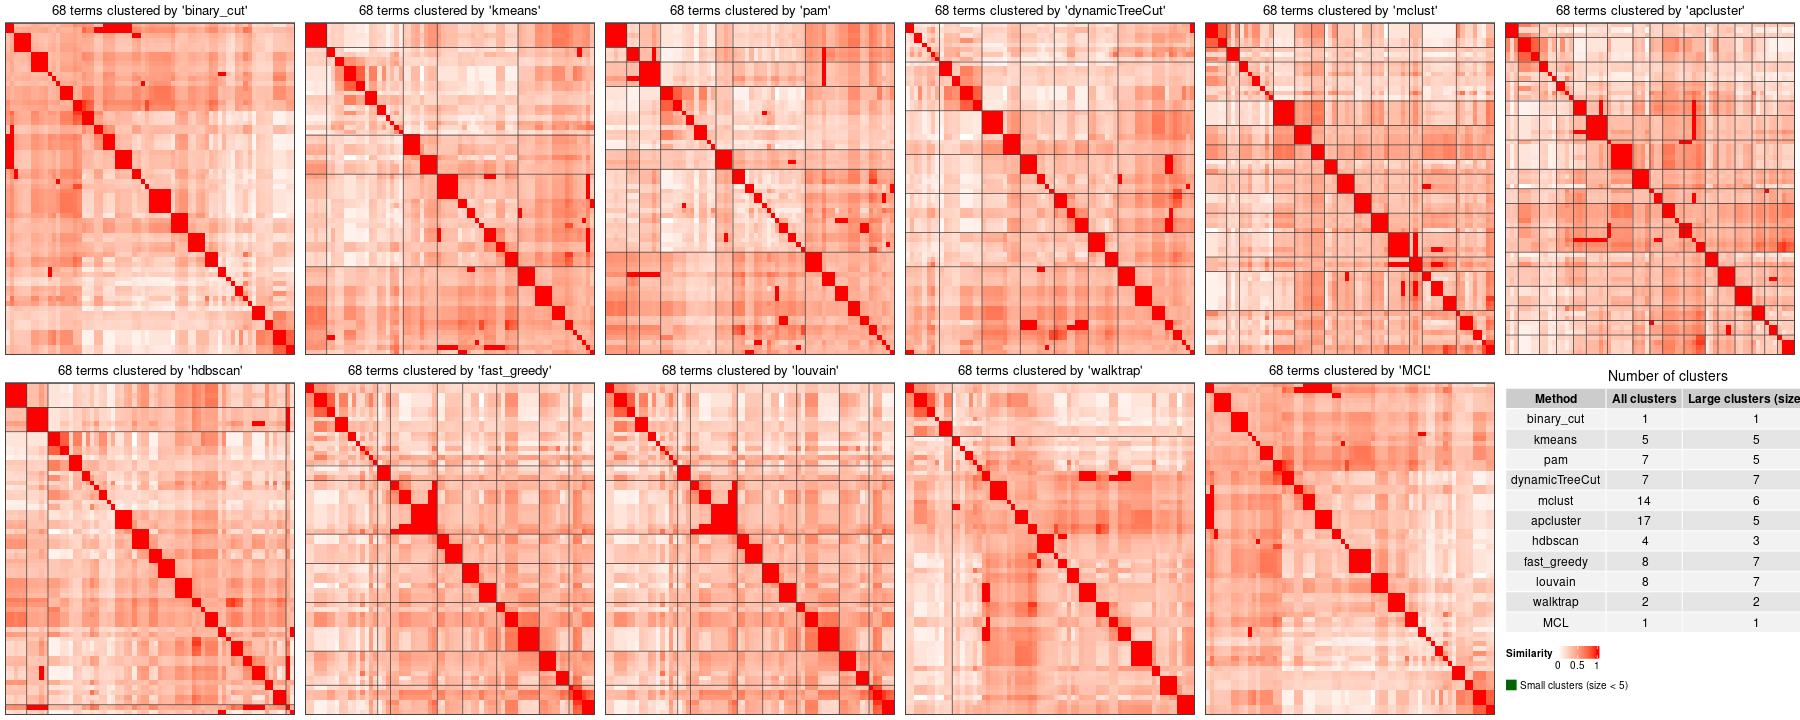 68 terms clustered by 'binary_cut'
68 terms clustered by 'kmeans'
68 terms clustered by 'pam'
68 terms clustered by 'dynamicTreeCut'
68 terms clustered by 'mclust'
68 terms clustered by 'apcluster'
68 terms clustered by 'hdbscan'
68 terms clustered by 'fast_greedy'
68 terms clustered by 'louvain'
68 terms clustered by 'walktrap'
68 terms clustered by 'MCL'
Number of clusters
Method All clusters Large clusters (size
binary_cut 1 1
kmeans 5 5
pam 7 5
dynamicTreeCut 7 7
mclust 14 6
apcluster 17 5
hdbscan 4 3
fast_greedy 8 7
louvain 8 7
walktrap 2 2
MCL 1 1
Similarity
0 0.5 1
Small clusters (size < 5)